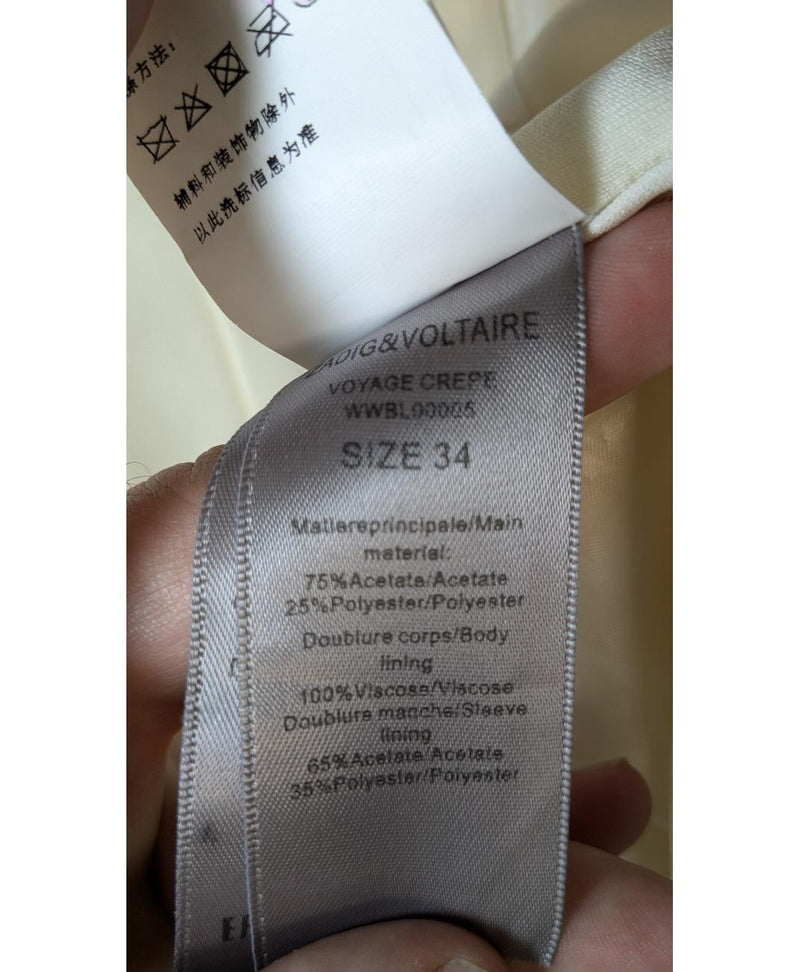 方法：
辅料和装饰物除外
以此洗标信息为准
ZADIG&VOLTAIRE
VOYAGE CREPE
WWBL00005
SIZE 34
Matiereprincipale/Main
material:
75%Acetate/Acetate
25%Polyester/Polyester
Doublure corps/Body
lining
100%Viscose/Viscose
Doublure manche/Sleeve
lining
65%Acetate/Acetate
35%Polyester/Polyester